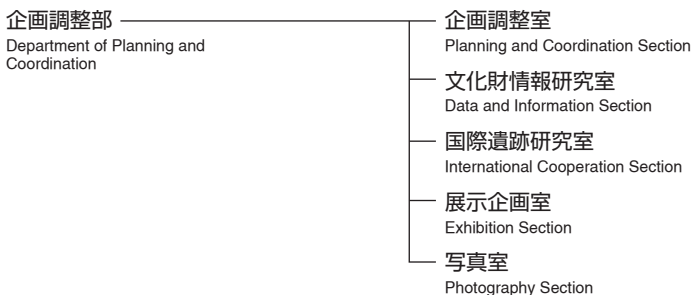 企画調整部
Department of Planning and
Coordination
企画調整室
Planning and Coordination Section
文化財情報研究室
Data and Information Section
国際遺跡研究室
International Cooperation Section
展示企画室
Exhibition Section
写真室
Photography Section